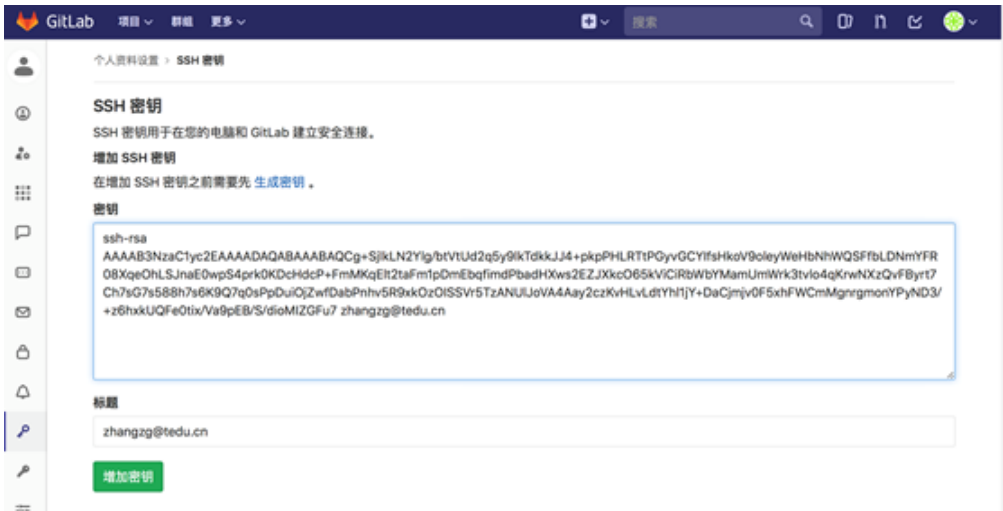 GitLab 项目 群组 更多 搜索
个人资料设置 > SSH 密钥
SSH 密钥
SSH 密钥用于在您的电脑和 GitLab 建立安全连接。
增加 SSH 密钥
在增加 SSH 密钥之前需要先 生成密钥 。
密钥
ssh-rsa
AAAAB3NzaC1yc2EAAAADAQABAAABAQCg+SjlkLN2Ylg/btVtUd2q5y9lkTdkkJJ4+pkpPHLRTtPGyvGCYlfsHkoV9oleyWeHbNhWQSFfbLDNmYFR
08XqeOhLSJnaE0wpS4prk0KDcHdcP+FmMKqElt2taFm1pDmEbqfimdPbadHXws2EZJXkcO65kViCiRbWbYMamUmWrk3tvlo4qKrwNXzQvFByrt7
Ch7sG7s588h7s6K9Q7q0sPpDuiOjZwfDabPnhv5R9xkOzOlSSVr5TzANUlJoVA4Aay2czKvHLvLdtYhl1jY+DaCjmjv0F5xhFWCmMgnrgmonYPyND3/
+z6hxkUQFe0tix/Va9pEB/S/dioMIZGFu7 zhangzg@tedu.cn
标题
zhangzg@tedu.cn
增加密钥